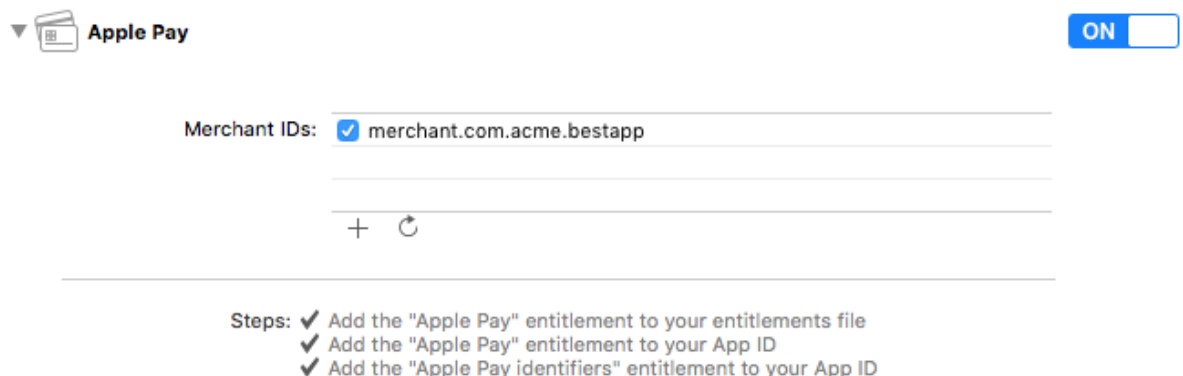 Apple Pay
ON
Merchant IDs: merchant.com.acme.bestapp
Steps: ✔ Add the "Apple Pay" entitlement to your entitlements file
✔ Add the "Apple Pay" entitlement to your App ID
✔ Add the "Apple Pay identifiers" entitlement to your App ID